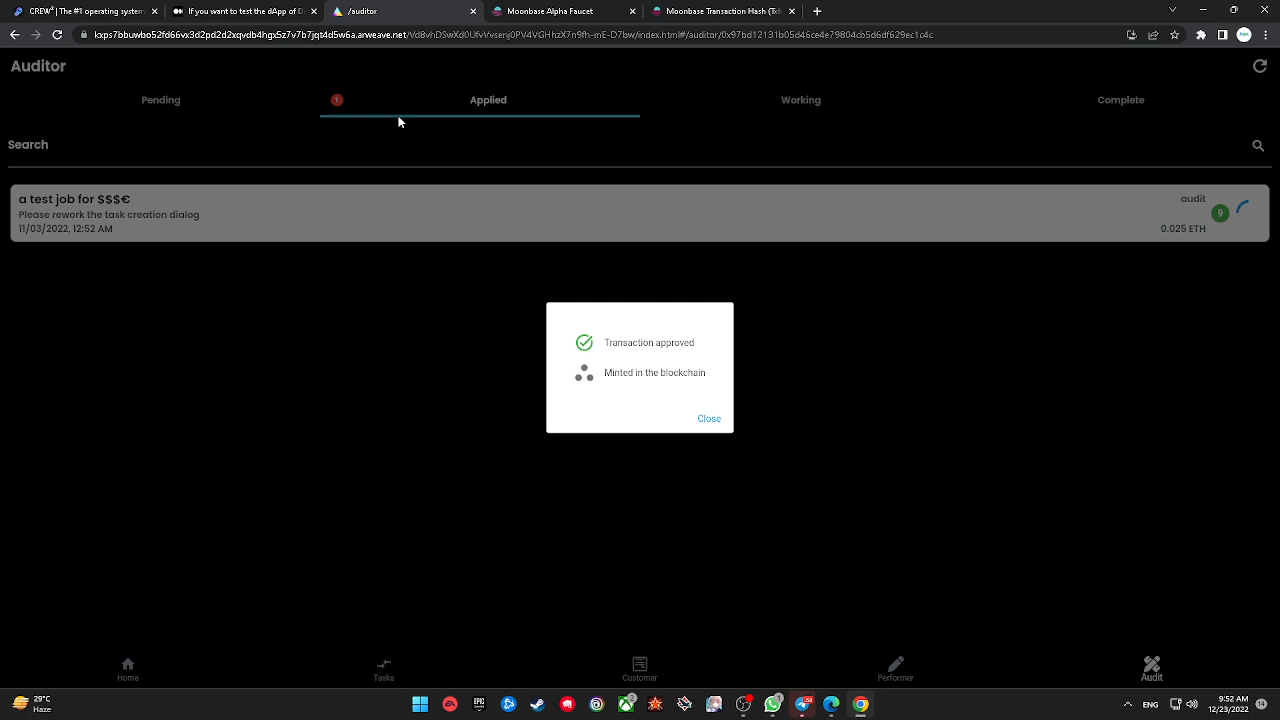 CREW³ | The #1 operating system
If you want to test the dApp of D
/auditor
Moonbase Alpha Faucet
Moonbase Transaction Hash (Txh
Auditor
Pending
1
Applied
Working
Complete
Search
a test job for $$$€
Please rework the task creation dialog
11/03/2022, 12:52 AM
audit
9
0.025 ETH
Transaction approved
Minted in the blockchain
Close
Home
Tasks
Customer
Performer
Audit
29°C
Haze
ENG
9:52 AM
12/23/2022